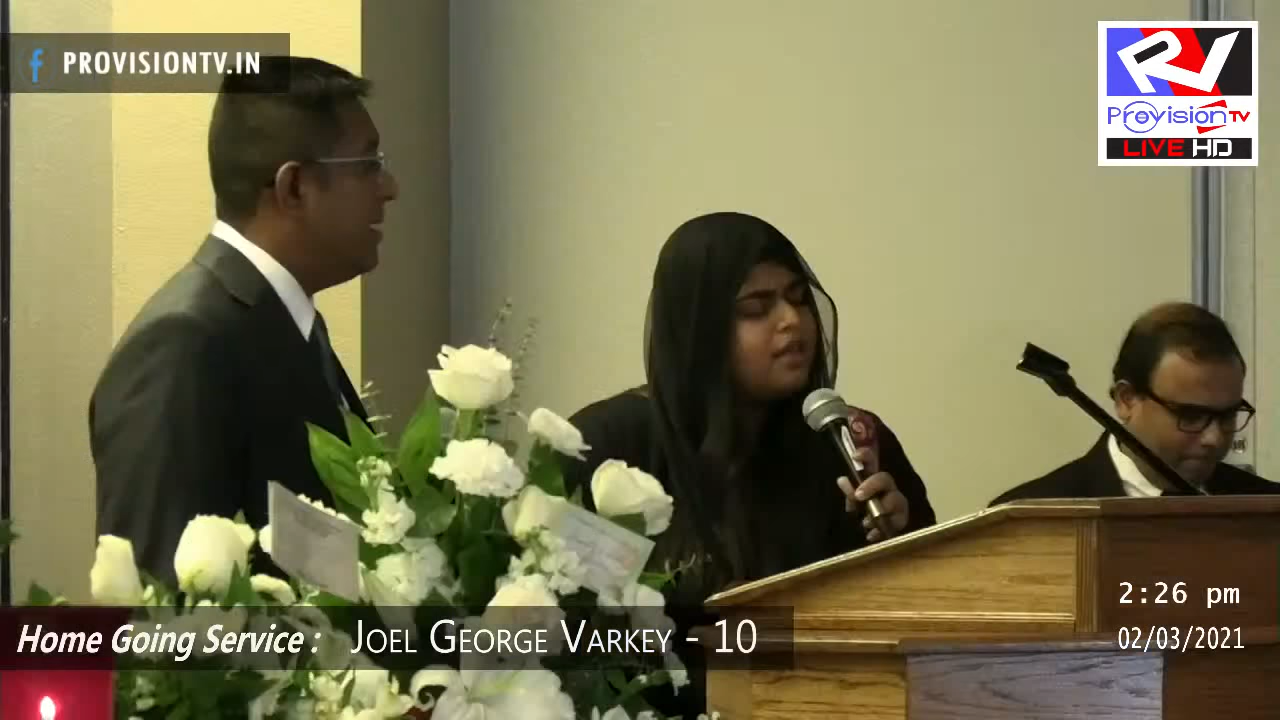 PROVISIONTV.IN
RV
ProvisionTV
LIVE HD
2:26 pm
Home Going Service : JOEL GEORGE VARKEY - 10
02/03/2021